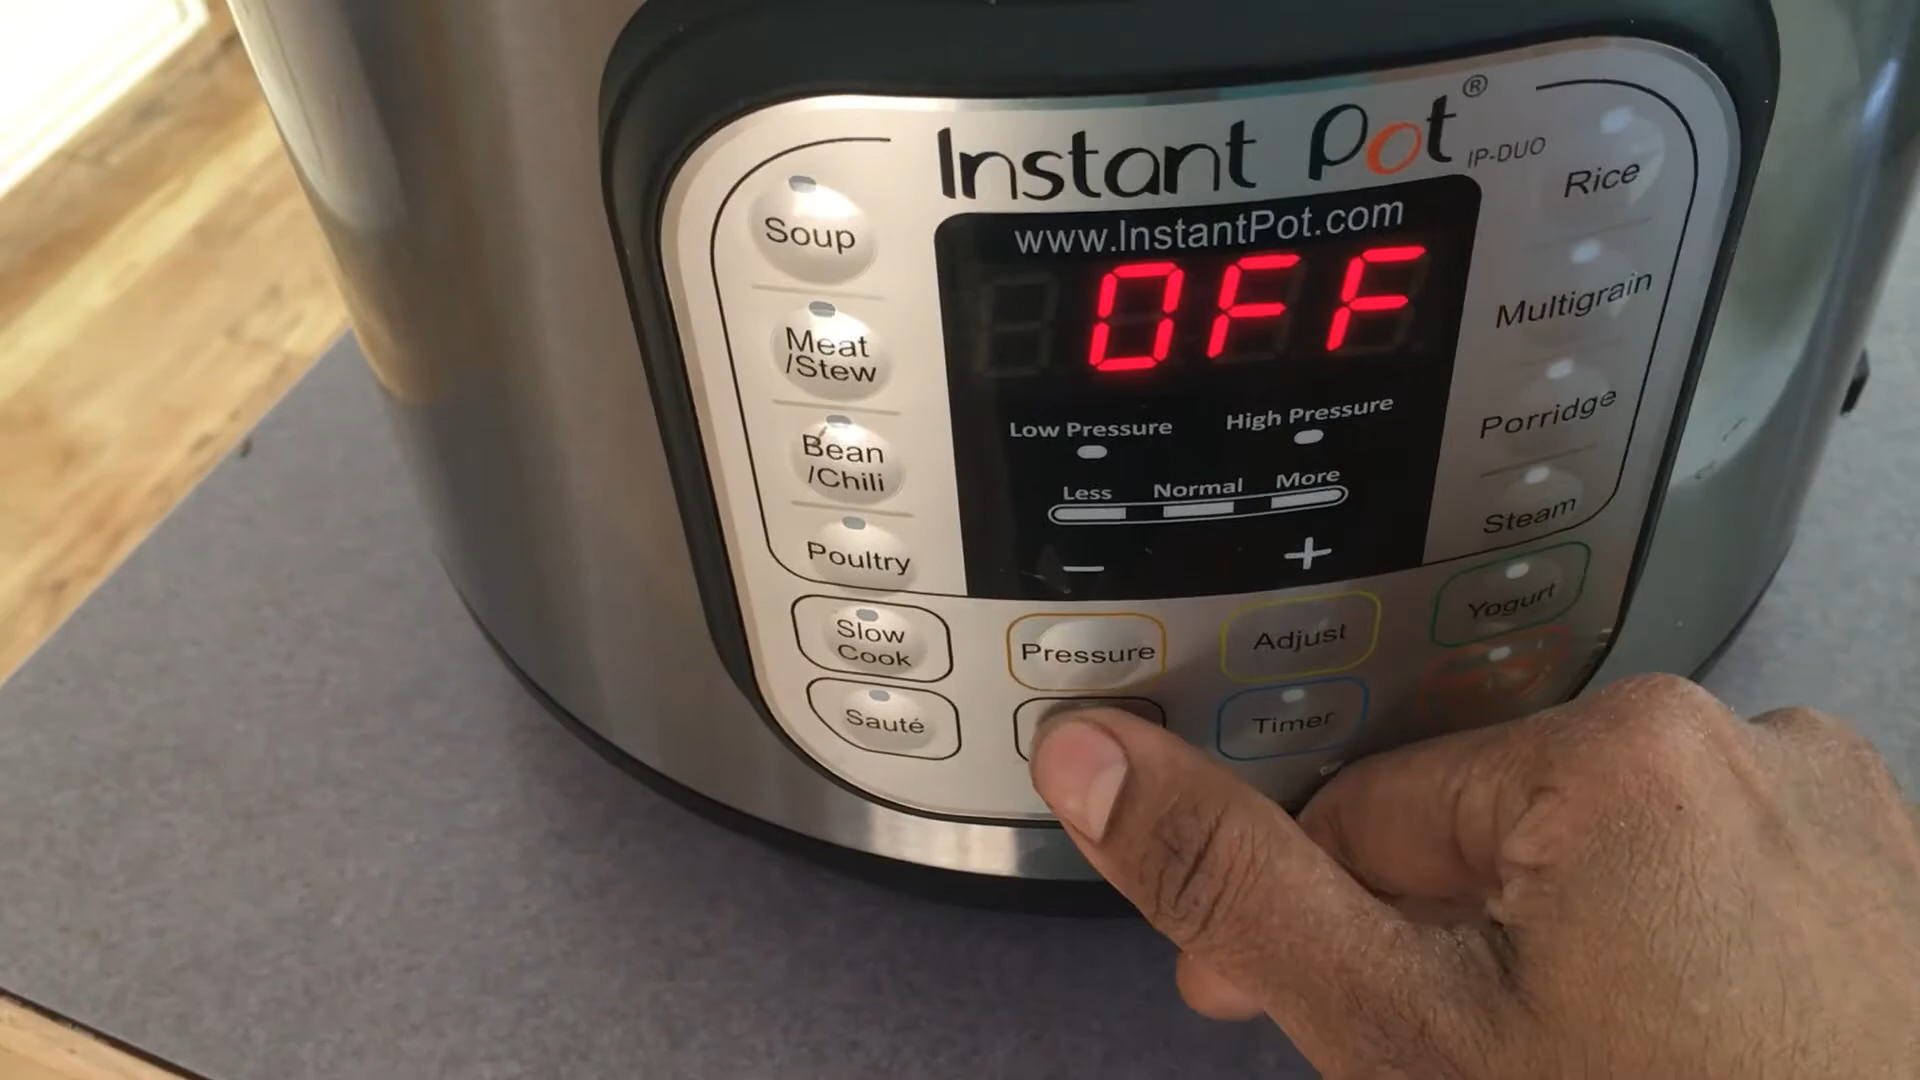 Instant Pot®
IP-DUO
www.InstantPot.com
OFF
Low Pressure
High Pressure
Less
Normal
More
−
+
Soup
Meat
/Stew
Bean
/Chili
Poultry
Rice
Multigrain
Porridge
Steam
Slow
Cook
Pressure
Adjust
Yogurt
Sauté
Timer